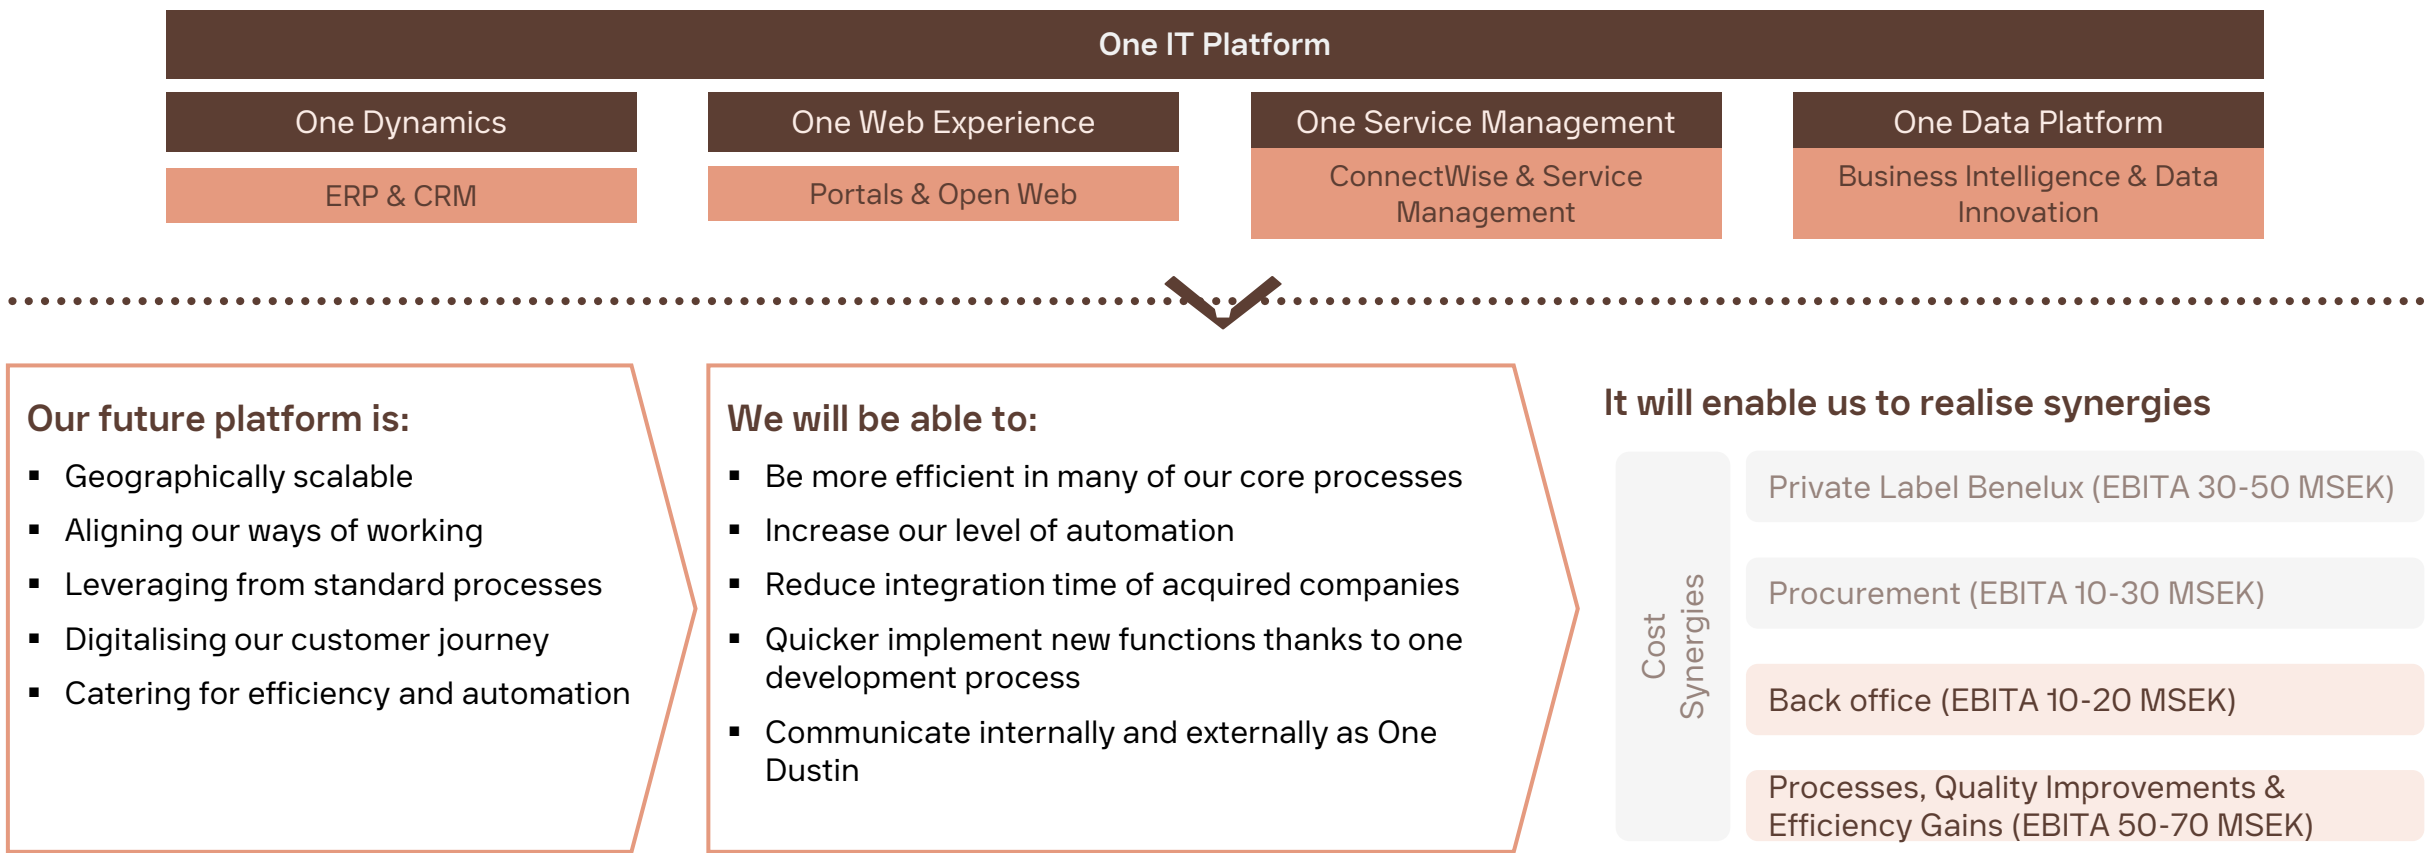 One IT Platform
One Dynamics
ERP & CRM
One Web Experience
Portals & Open Web
One Service Management
ConnectWise & Service
Management
One Data Platform
Business Intelligence & Data
Innovation
Our future platform is:
▪ Geographically scalable
▪ Aligning our ways of working
▪ Leveraging from standard processes
▪ Digitalising our customer journey
▪ Catering for efficiency and automation
We will be able to:
▪ Be more efficient in many of our core processes
▪ Increase our level of automation
▪ Reduce integration time of acquired companies
▪ Quicker implement new functions thanks to one
development process
▪ Communicate internally and externally as One
Dustin
It will enable us to realise synergies
Cost
Synergies
Private Label Benelux (EBITA 30-50 MSEK)
Procurement (EBITA 10-30 MSEK)
Back office (EBITA 10-20 MSEK)
Processes, Quality Improvements &
Efficiency Gains (EBITA 50-70 MSEK)